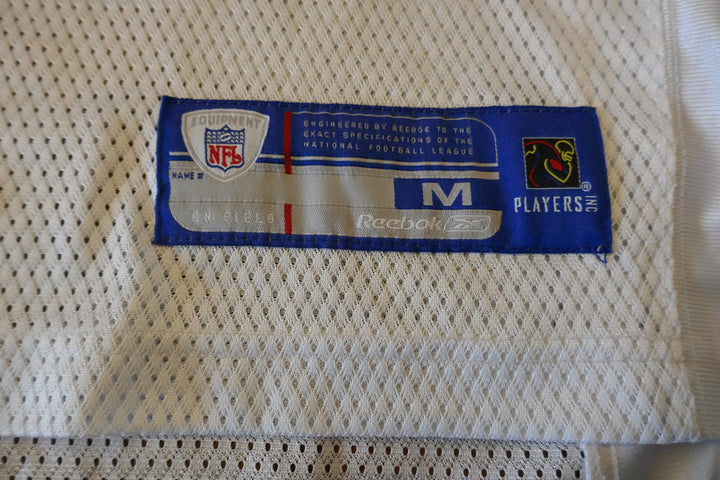 EQUIPMENT
NFL
ENGINEERED BY REEBOK TO THE
EXACT SPECIFICATIONS OF THE
NATIONAL FOOTBALL LEAGUE
NAME #
M
Reebok
PLAYERS
INC
®